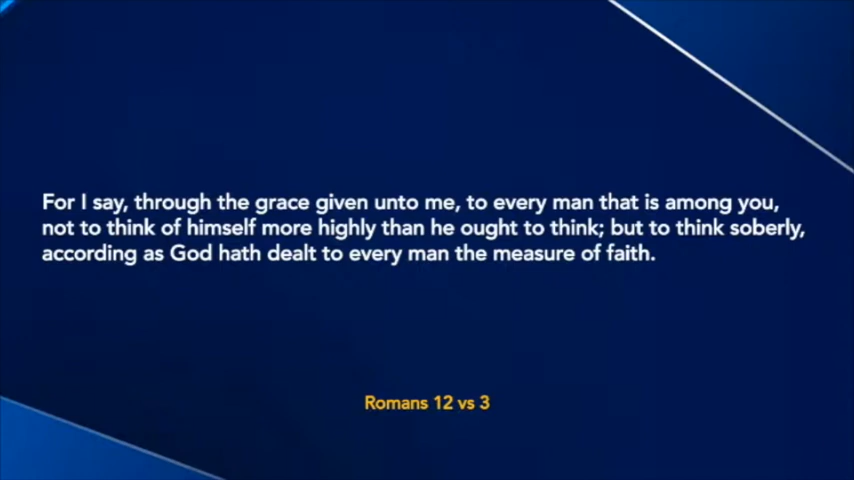 For I say, through the grace given unto me, to every man that is among you,
not to think of himself more highly than he ought to think; but to think soberly,
according as God hath dealt to every man the measure of faith.
Romans 12 vs 3